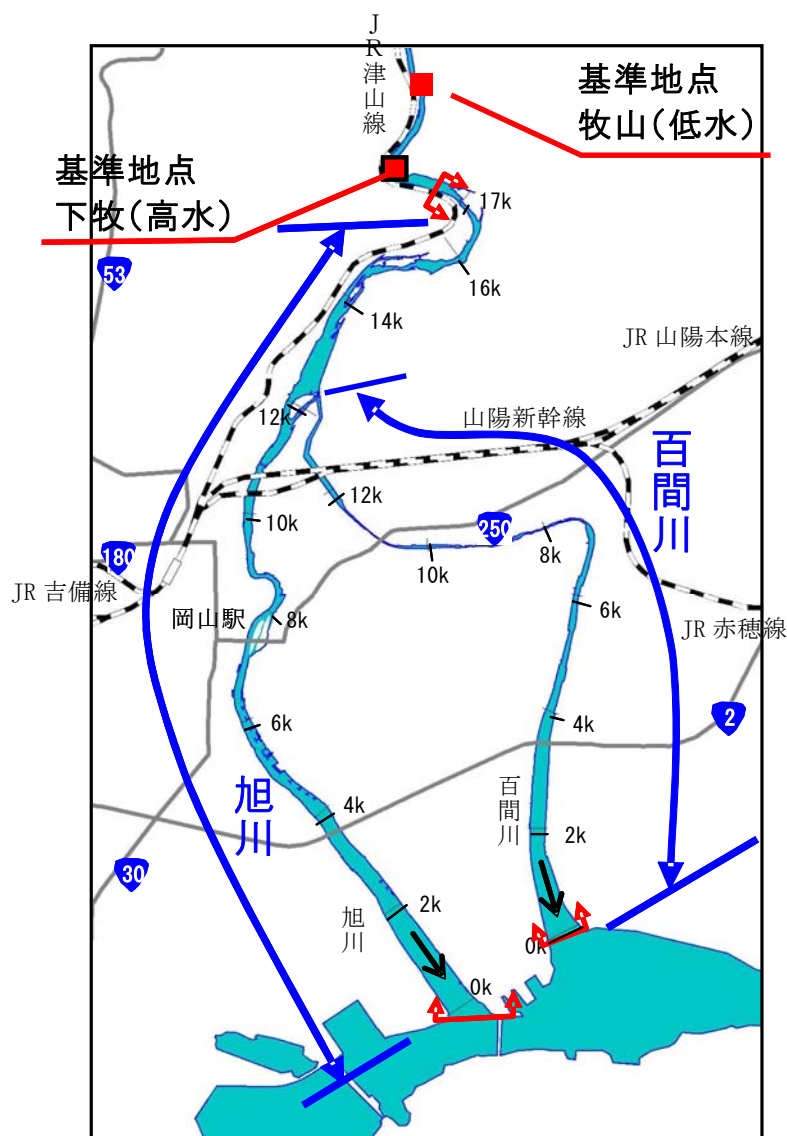 JR津山線
基準地点
牧山（低水）
基準地点
下牧（高水）
17k
53
16k
14k
JR 山陽本線
12k
山陽新幹線
百間川
12k
10k
250
8k
180
10k
JR 吉備線
岡山駅
8k
6k
JR 赤穂線
2
6k
4k
旭川
4k
百間川
2k
30
2k
旭川
0k
0k